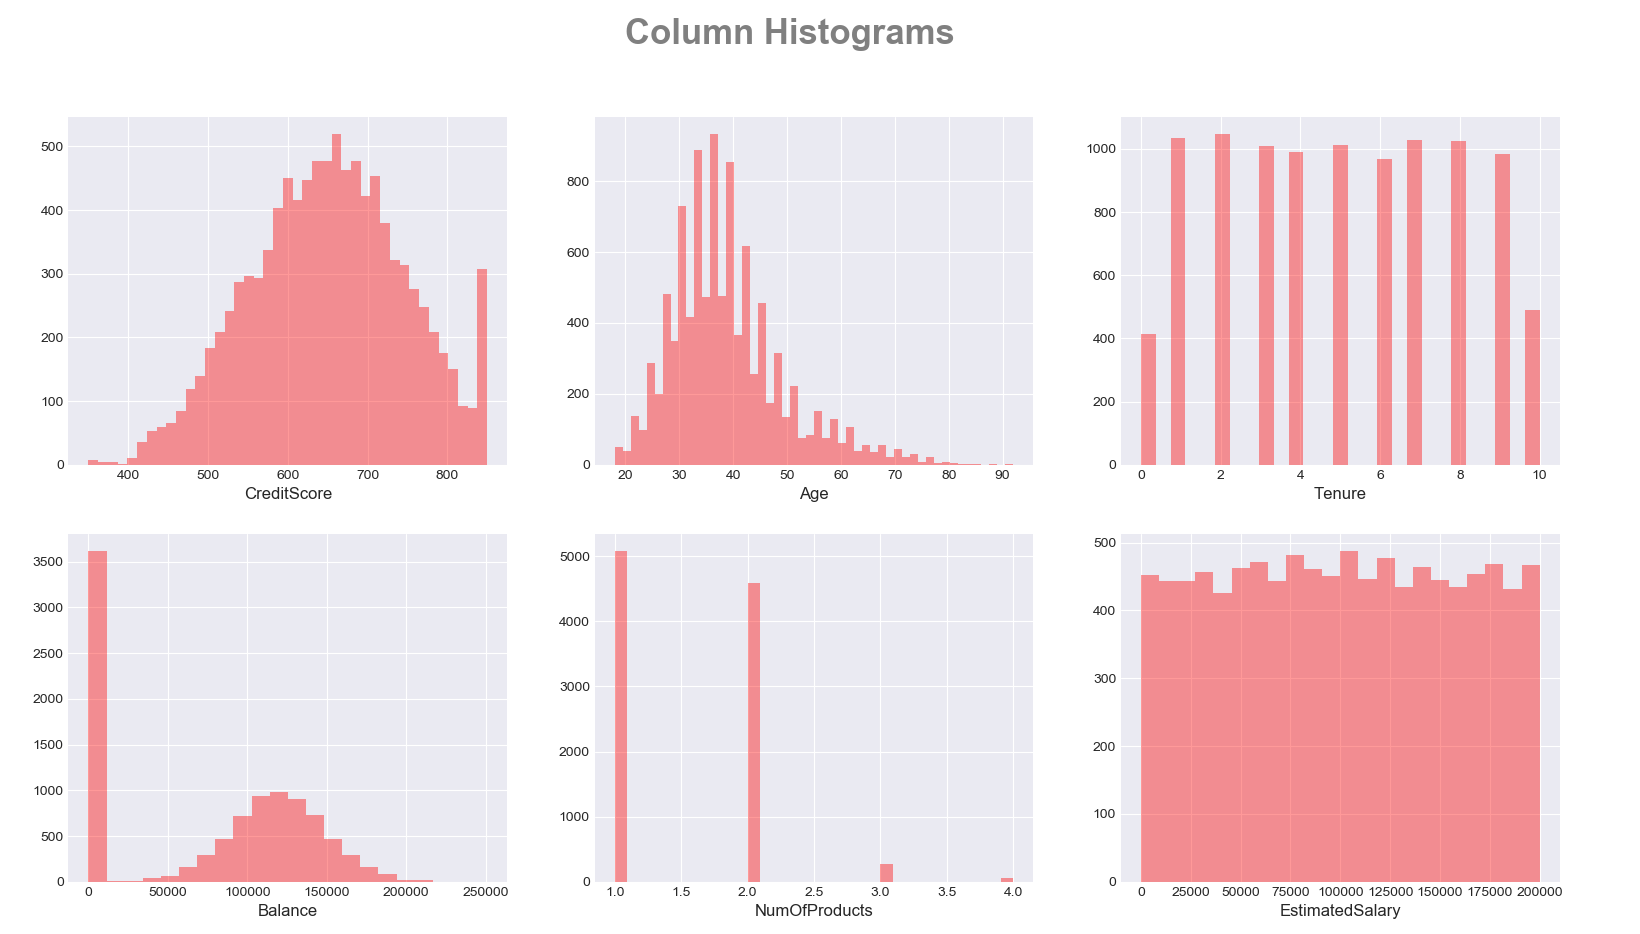 Column Histograms
500
400
300
200
100
0
400 500 600 700 800
CreditScore
800
600
400
200
0
20 30 40 50 60 70 80 90
Age
1000
800
600
400
200
0
0 2 4 6 8 10
Tenure
3500
3000
2500
2000
1500
1000
500
0
0 50000 100000 150000 200000 250000
Balance
5000
4000
3000
2000
1000
0
1.0 1.5 2.0 2.5 3.0 3.5 4.0
NumOfProducts
500
400
300
200
100
0
0 25000 50000 75000 100000 125000 150000 175000 200000
EstimatedSalary